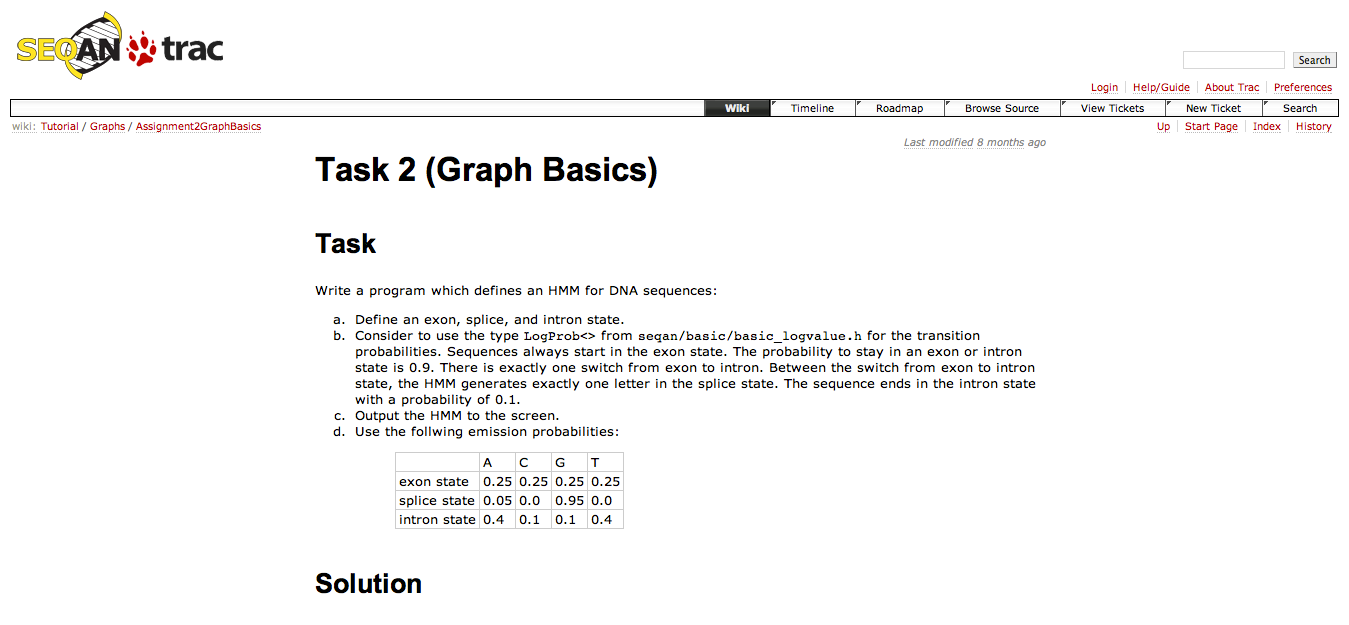 SEQAN trac
Search
Login Help/Guide About Trac Preferences
Wiki Timeline Roadmap Browse Source View Tickets New Ticket Search
wiki: Tutorial / Graphs / Assignment2GraphBasics Up Start Page Index History
Last modified 8 months ago
Task 2 (Graph Basics)
Task
Write a program which defines an HMM for DNA sequences:
a. Define an exon, splice, and intron state.
b. Consider to use the type LogProb<> from seqan/basic/basic_logvalue.h for the transition
probabilities. Sequences always start in the exon state. The probability to stay in an exon or intron
state is 0.9. There is exactly one switch from exon to intron. Between the switch from exon to intron
state, the HMM generates exactly one letter in the splice state. The sequence ends in the intron state
with a probability of 0.1.
c. Output the HMM to the screen.
d. Use the follwing emission probabilities:
A C G T
exon state 0.25 0.25 0.25 0.25
splice state 0.05 0.0 0.95 0.0
intron state 0.4 0.1 0.1 0.4
Solution